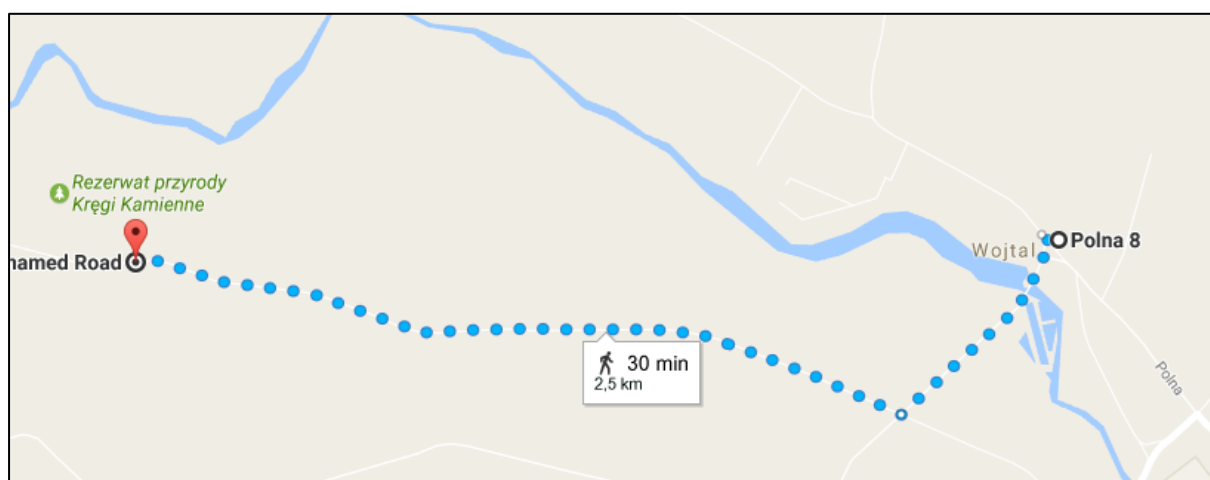 Rezerwat przyrody
Kręgi Kamienne
named Road
Wojtal
Polna 8
30 min
2,5 km
Polna